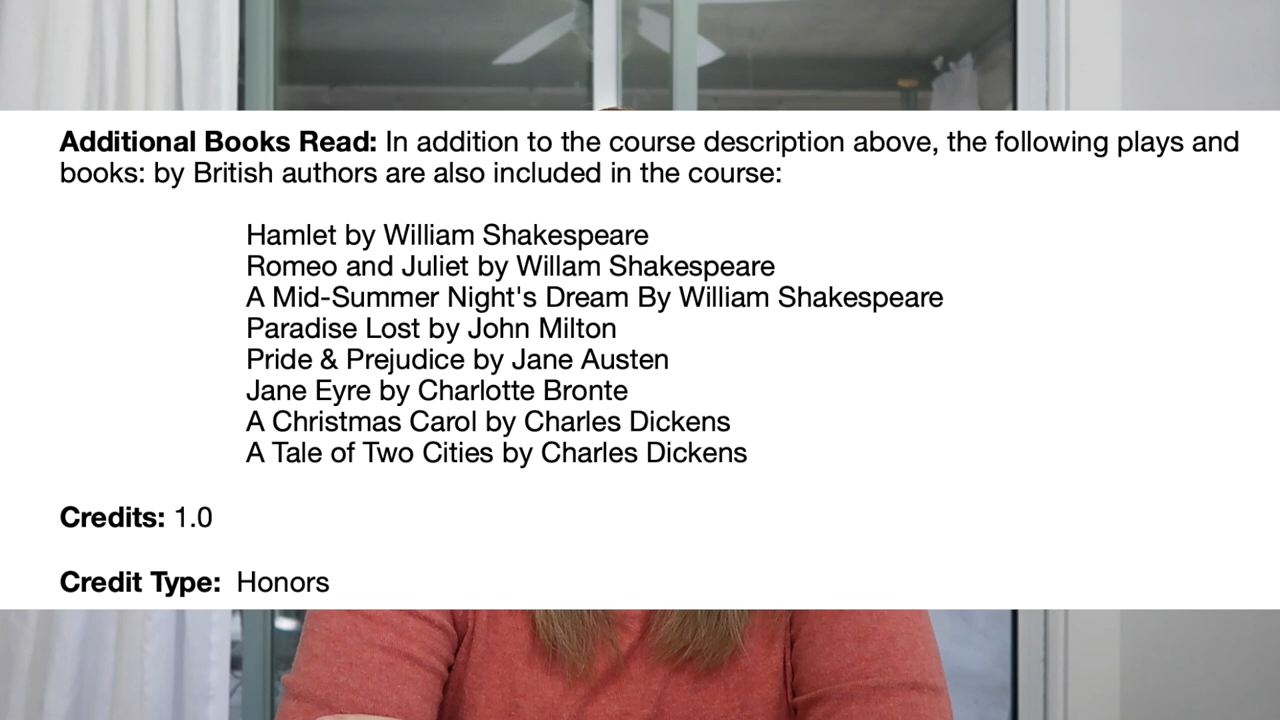 Additional Books Read: In addition to the course description above, the following plays and
books: by British authors are also included in the course:
Hamlet by William Shakespeare
Romeo and Juliet by Willam Shakespeare
A Mid-Summer Night's Dream By William Shakespeare
Paradise Lost by John Milton
Pride & Prejudice by Jane Austen
Jane Eyre by Charlotte Bronte
A Christmas Carol by Charles Dickens
A Tale of Two Cities by Charles Dickens
Credits: 1.0
Credit Type: Honors